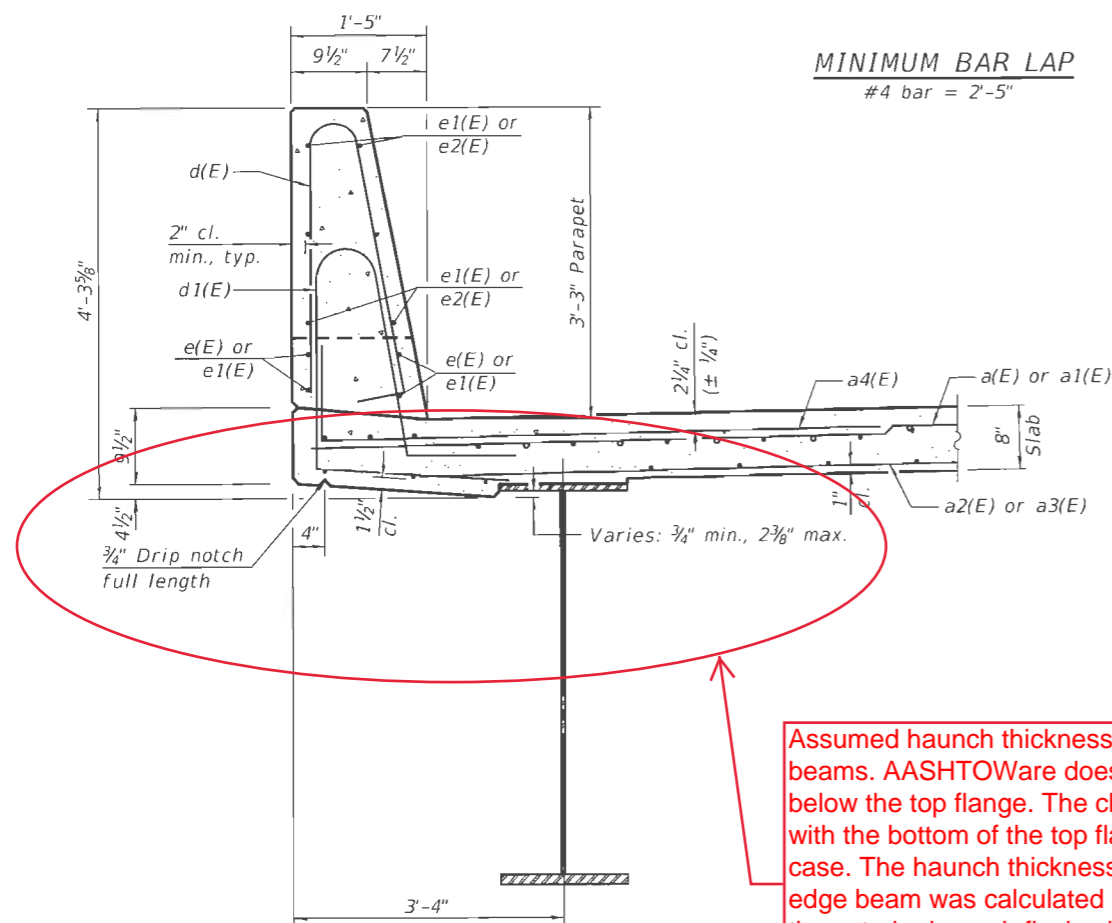 1'-5"
9½" 7½"
MINIMUM BAR LAP
#4 bar = 2'-5"
e1(E) or
e2(E)
d(E)
2" cl.
min., typ.
d1(E)
4'-3⅝"
3'-3" Parapet
e1(E) or
e2(E)
e(E) or
e1(E)
e(E) or
e1(E)
2¼" cl.
(± ¼")
a4(E)
a(E) or a1(E)
8"
Slab
9½"
4½"
4"
1½"
cl.
1"
cl.
a2(E) or a3(E)
Varies: ¾" min., 2⅜" max.
¾" Drip notch
full length
3'-4"
Assumed haunch thickness
beams. AASHTOWare does
below the top flange. The
with the bottom of the top
case. The haunch thickness
edge beam was calculated